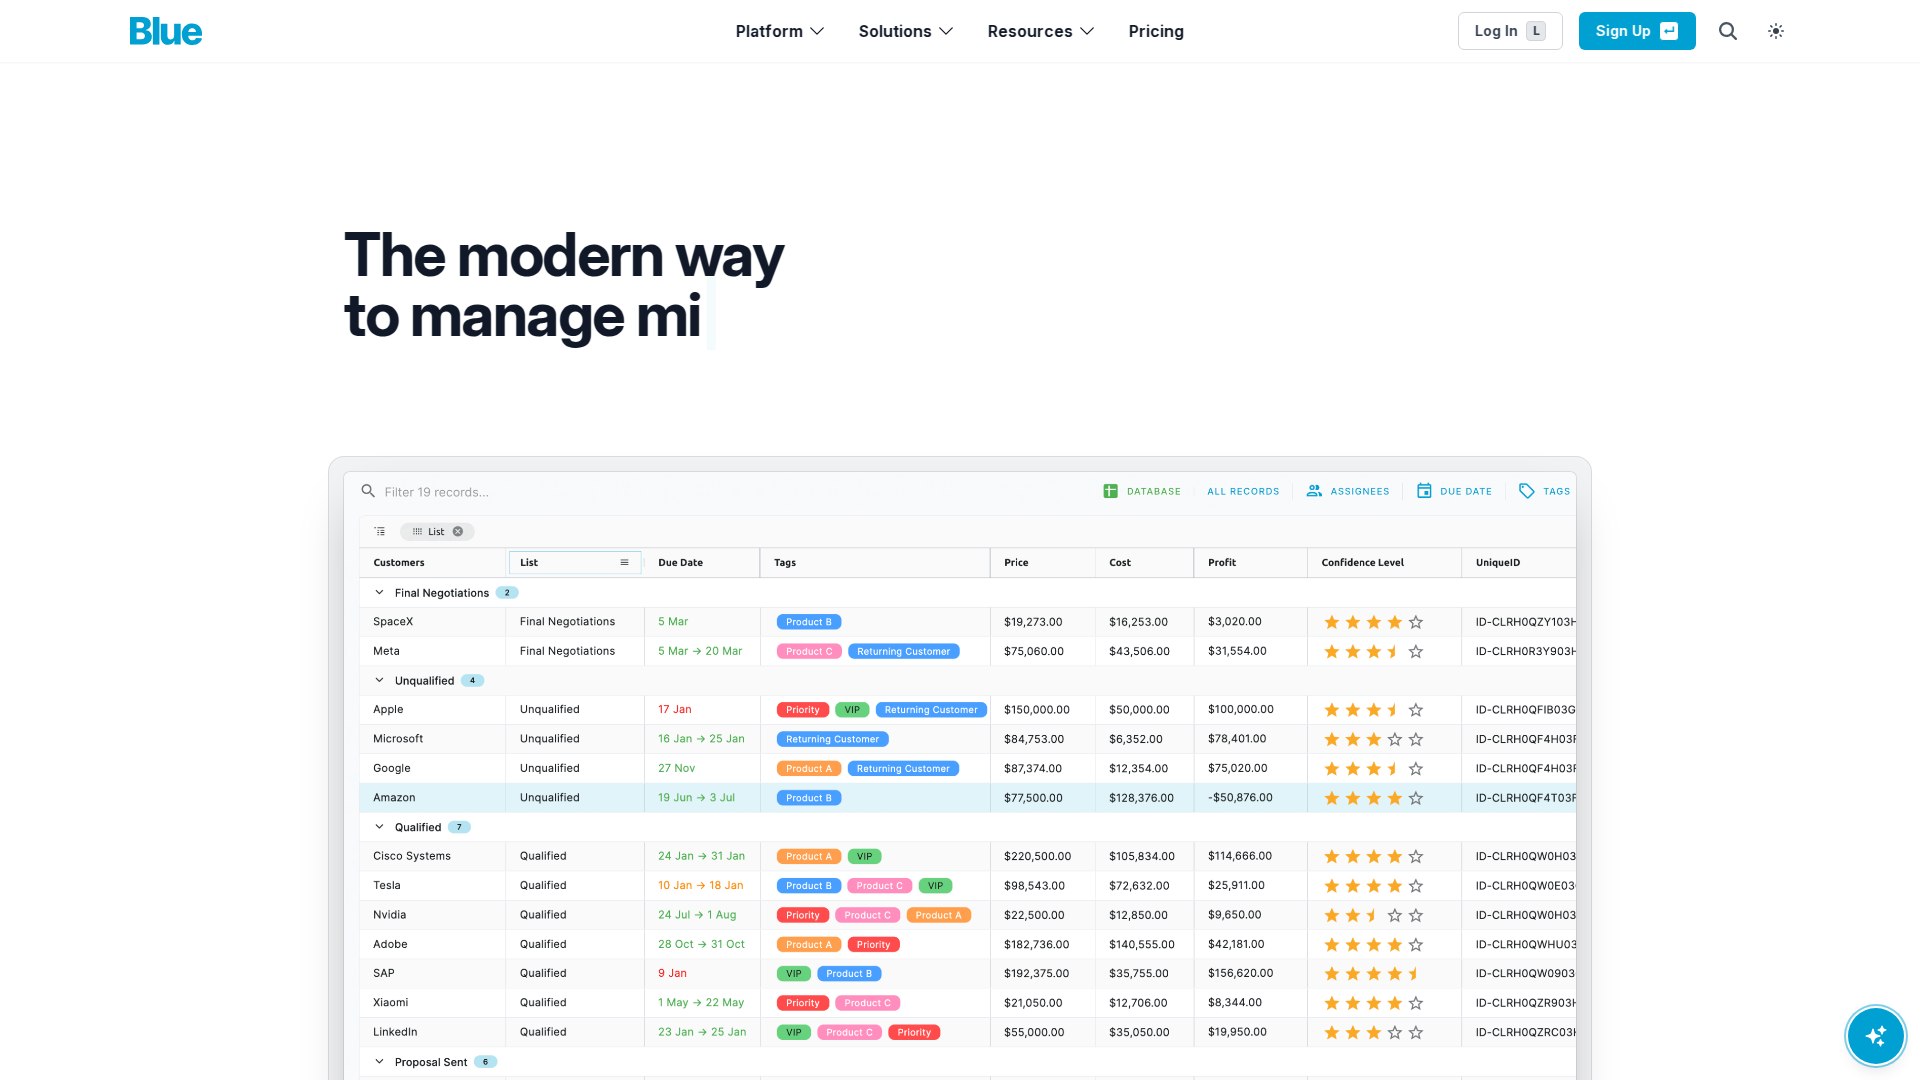 Blue
Platform
Solutions
Resources
Pricing
Log In L
Sign Up
The modern way
to manage mi
Filter 19 records...
DATABASE
ALL RECORDS
ASSIGNEES
DUE DATE
TAGS
List
Customers List Due Date Tags Price Cost Profit Confidence Level UniqueID
Final Negotiations 2
SpaceX Final Negotiations 5 Mar Product B $19,273.00 $16,253.00 $3,020.00 ID-CLRH0QZY103H
Meta Final Negotiations 5 Mar → 20 Mar Product C Returning Customer $75,060.00 $43,506.00 $31,554.00 ID-CLRH0R3Y903H
Unqualified 4
Apple Unqualified 17 Jan Priority VIP Returning Customer $150,000.00 $50,000.00 $100,000.00 ID-CLRH0QFIB03G
Microsoft Unqualified 16 Jan → 25 Jan Returning Customer $84,753.00 $6,352.00 $78,401.00 ID-CLRH0QF4H03F
Google Unqualified 27 Nov Product A Returning Customer $87,374.00 $12,354.00 $75,020.00 ID-CLRH0QF4H03F
Amazon Unqualified 19 Jun → 3 Jul Product B $77,500.00 $128,376.00 -$50,876.00 ID-CLRH0QF4T03F
Qualified 7
Cisco Systems Qualified 24 Jan → 31 Jan Product A VIP $220,500.00 $105,834.00 $114,666.00 ID-CLRH0QW0H03
Tesla Qualified 10 Jan → 18 Jan Product B Product C VIP $98,543.00 $72,632.00 $25,911.00 ID-CLRH0QW0E03
Nvidia Qualified 24 Jul → 1 Aug Priority Product C Product A $22,500.00 $12,850.00 $9,650.00 ID-CLRH0QW0H03
Adobe Qualified 28 Oct → 31 Oct Product A Priority $182,736.00 $140,555.00 $42,181.00 ID-CLRH0QWHU03
SAP Qualified 9 Jan VIP Product B $192,375.00 $35,755.00 $156,620.00 ID-CLRH0QW0903
Xiaomi Qualified 1 May → 22 May Priority Product C $21,050.00 $12,706.00 $8,344.00 ID-CLRH0QZR903H
LinkedIn Qualified 23 Jan → 25 Jan VIP Product C Priority $55,000.00 $35,050.00 $19,950.00 ID-CLRH0QZRC03H
Proposal Sent 6